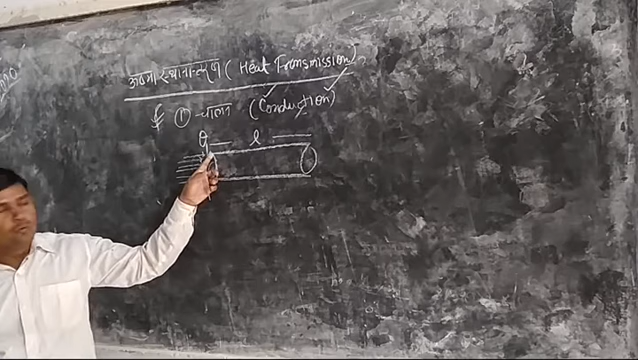 ऊष्मा स्थानान्तरण ( Heat Transmission )
① चालन ( Conduction )
θ l